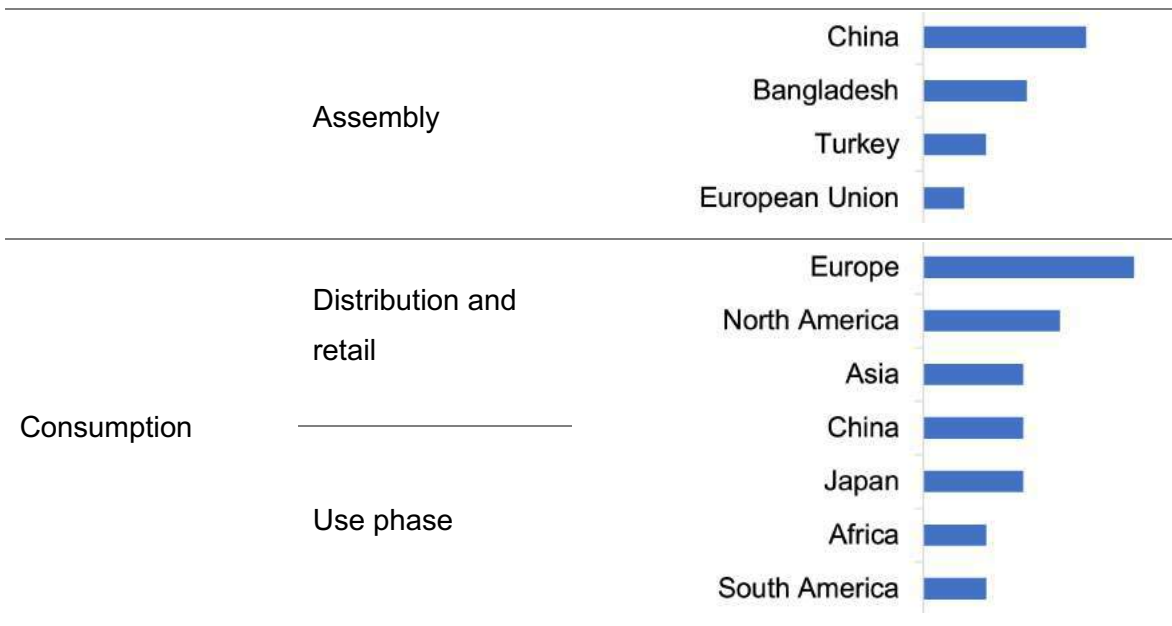 Assembly
China
Bangladesh
Turkey
European Union
Consumption
Distribution and
retail
Use phase
Europe
North America
Asia
China
Japan
Africa
South America